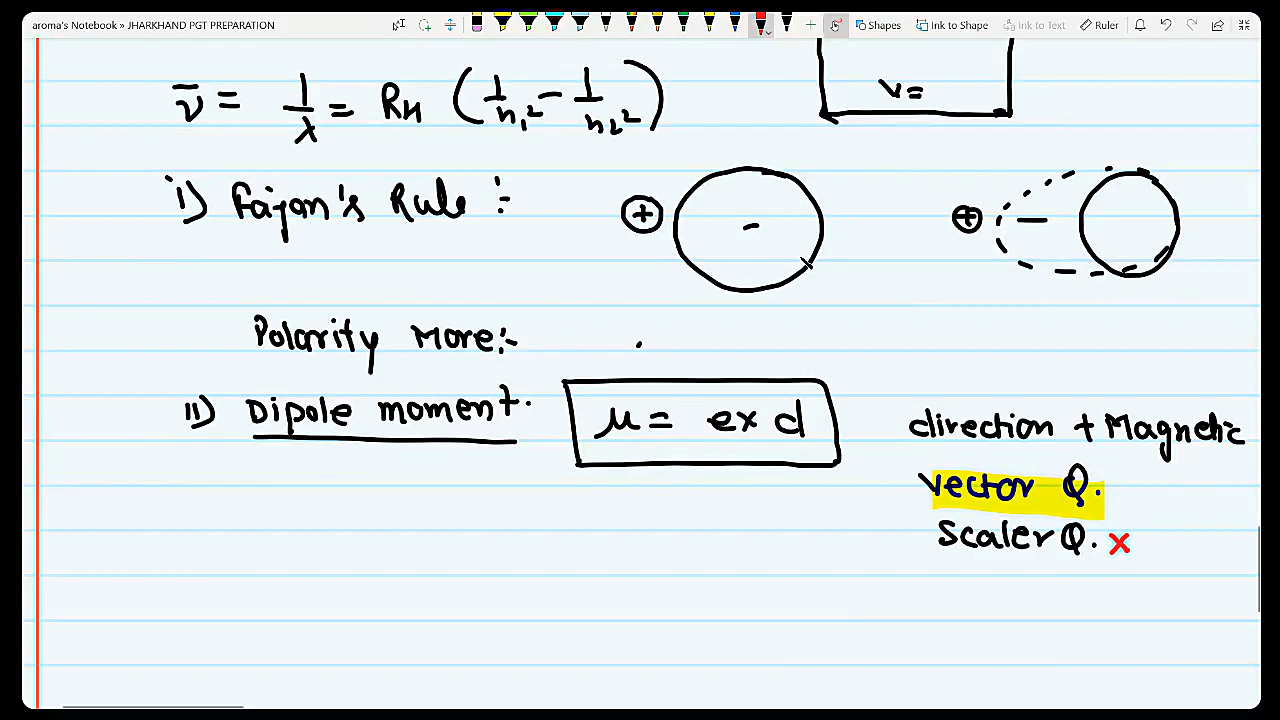 aroma's Notebook » JHARKHAND PGT PREPARATION
Shapes Ink to Shape Ink to Text Ruler
ν̅ = 1/λ = RH (1/n₁² − 1/n₂²)
v=
i) Fajan's Rule :-
+ - + -
Polarity More:-
ii) Dipole moment.
μ = e x d
direction + Magnetic
vector Q.
Scaler Q. x